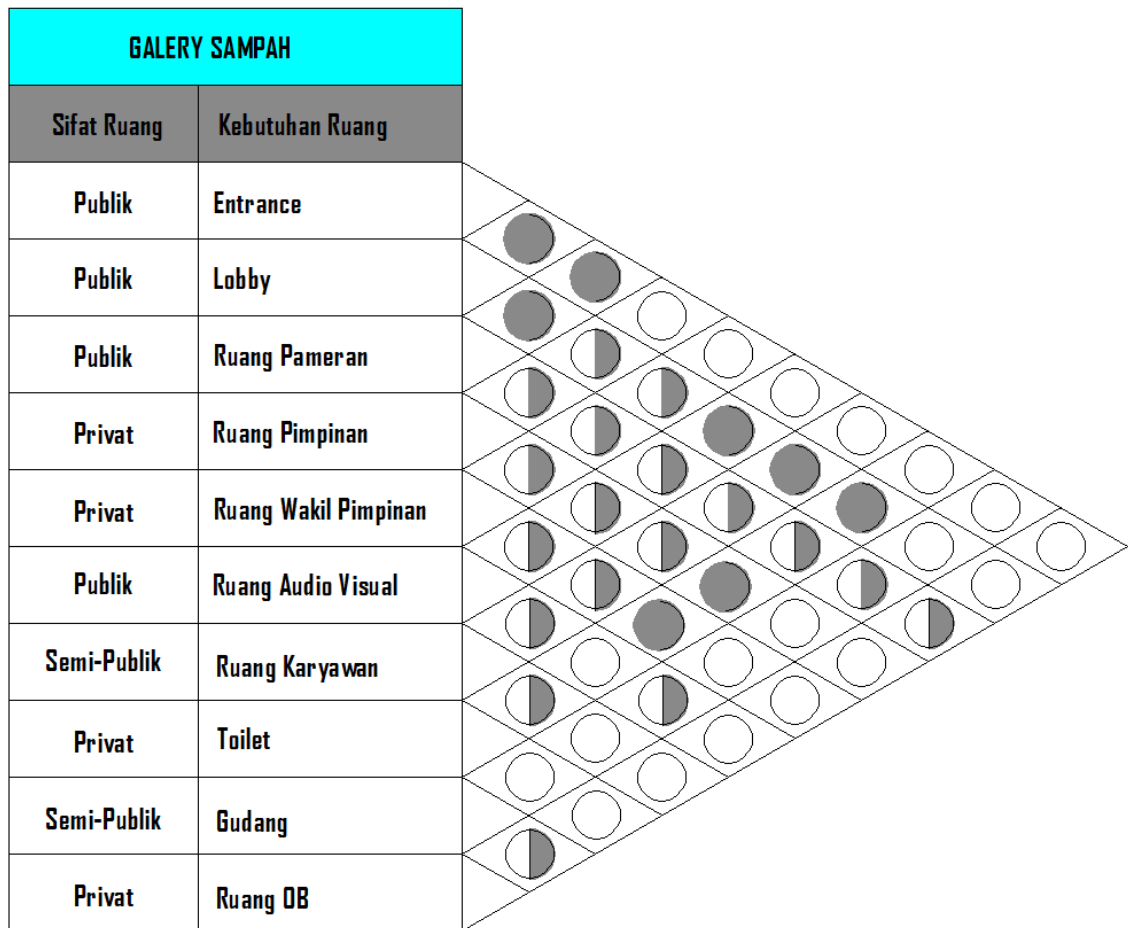 GALERY SAMPAH
Sifat Ruang Kebutuhan Ruang
Publik Entrance
Publik Lobby
Publik Ruang Pameran
Privat Ruang Pimpinan
Privat Ruang Wakil Pimpinan
Publik Ruang Audio Visual
Semi-Publik Ruang Karyawan
Privat Toilet
Semi-Publik Gudang
Privat Ruang OB